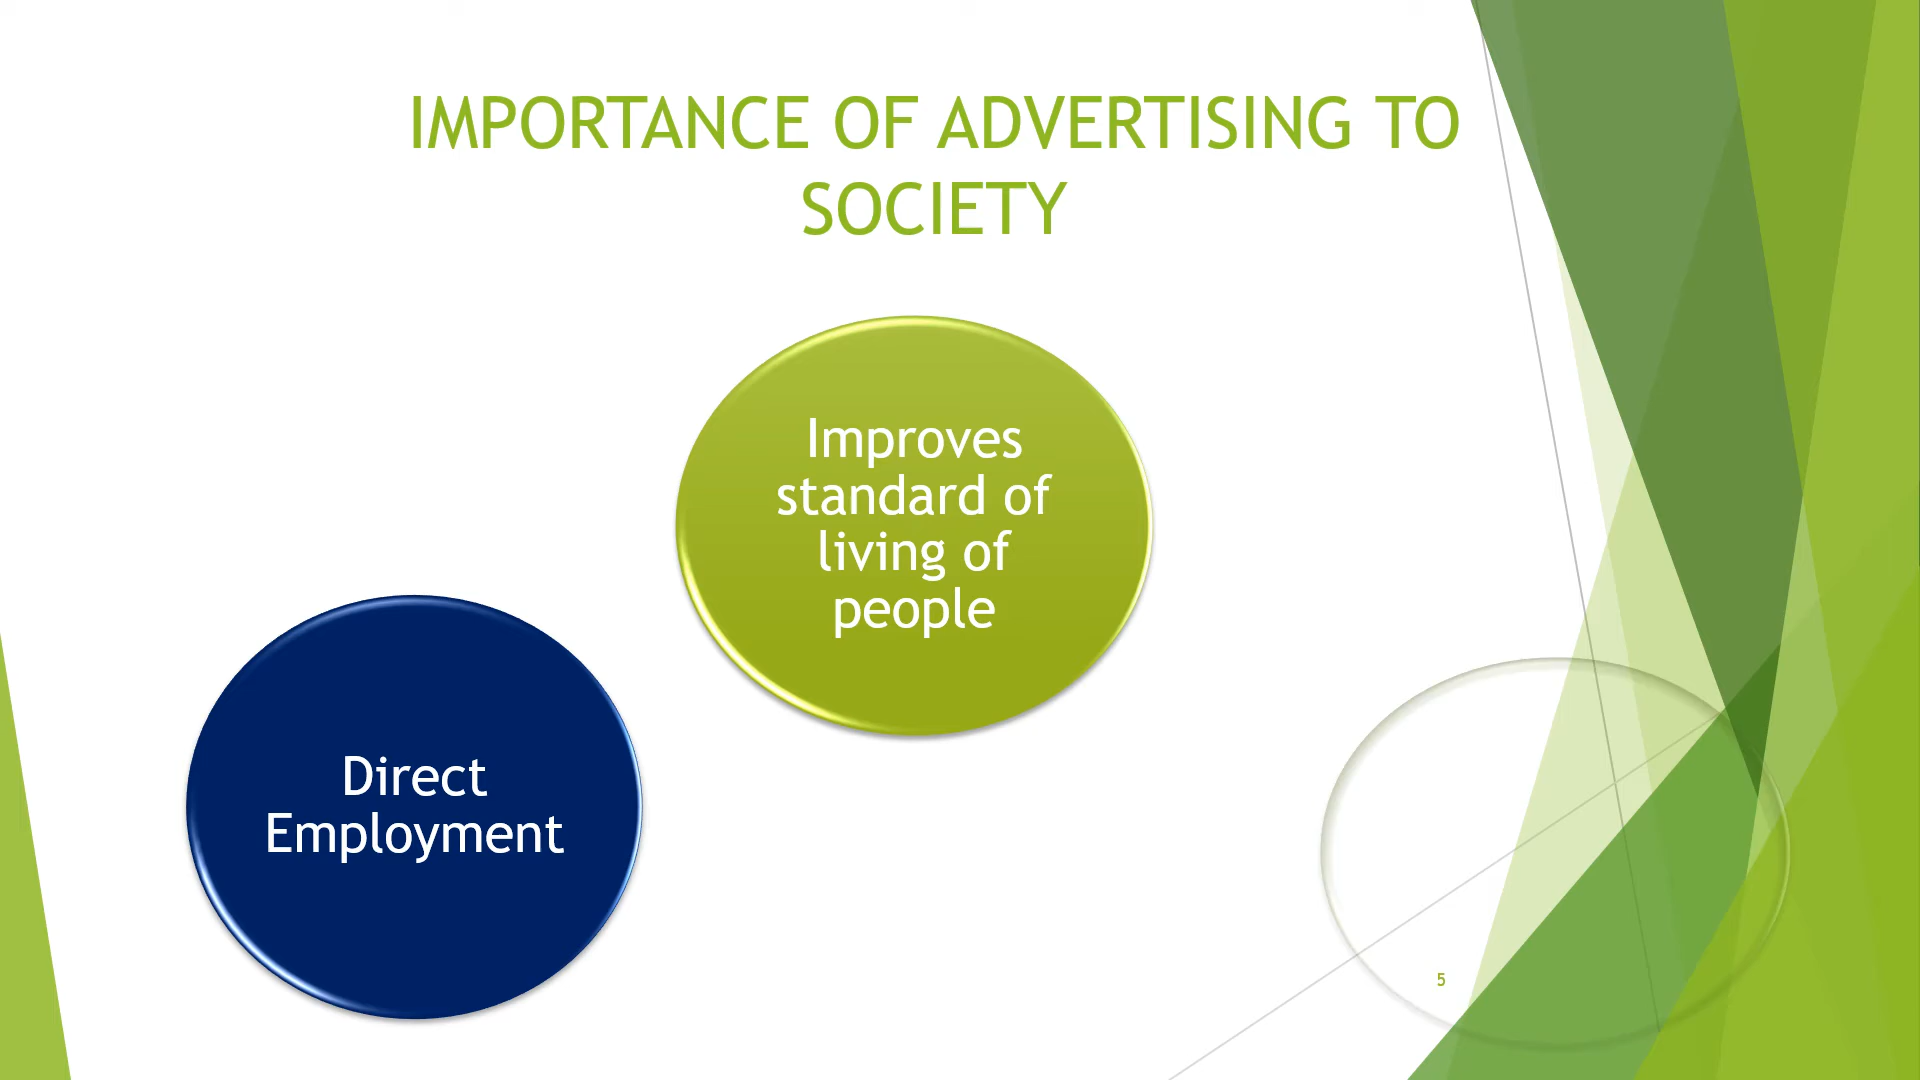 IMPORTANCE OF ADVERTISING TO
SOCIETY
Improves
standard of
living of
people
Direct
Employment
5